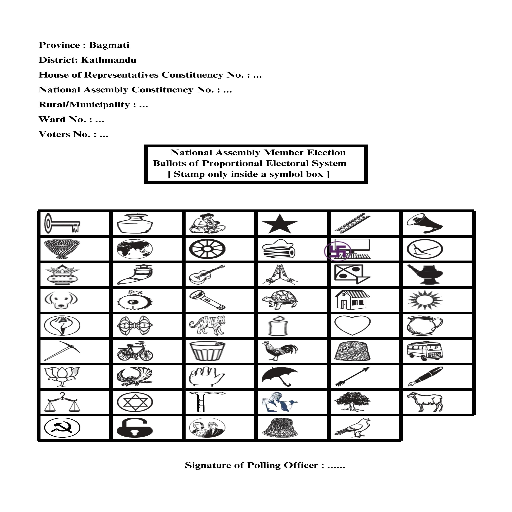 Province : Bagmati
District: Kathmandu
House of Representatives Constituency No. : ...
National Assembly Constituency No. : ...
Rural/Municipality : ...
Ward No. : ...
Voters No. : ...
National Assembly Member Election
Ballots of Proportional Electoral System
[ Stamp only inside a symbol box ]
Signature of Polling Officer : ......